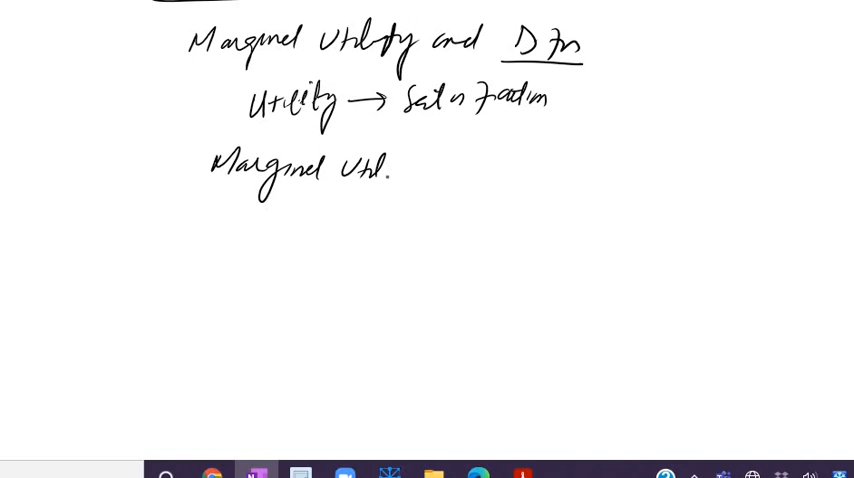 Marginal Utility and D fn
Utility → Satisfaction
Marginal Util.